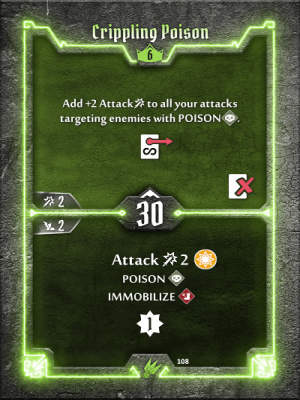 Crippling Poison
6
Add +2 Attack to all your attacks
targeting enemies with POISON.
S
2
30
2
Attack 2
POISON
IMMOBILIZE
1
108